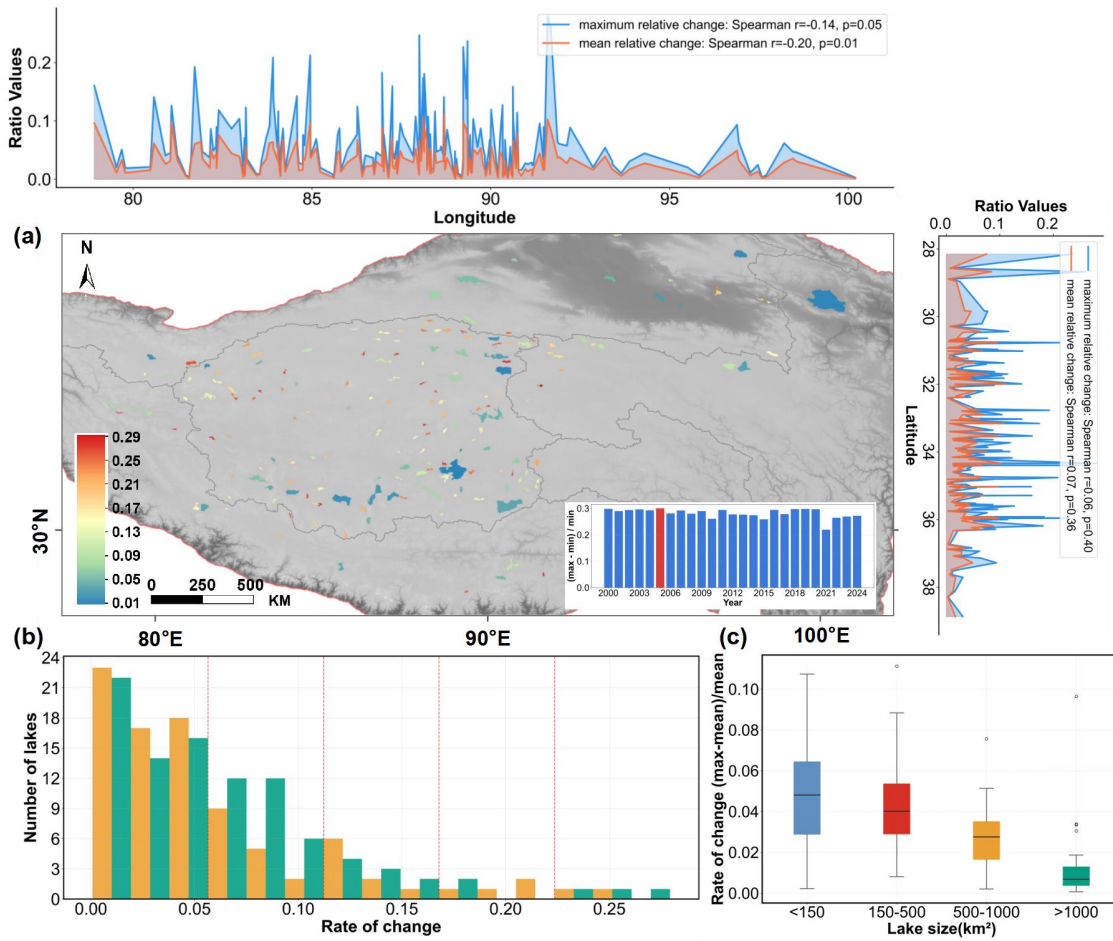 maximum relative change: Spearman r=-0.14, p=0.05
mean relative change: Spearman r=-0.20, p=0.01
Ratio Values
0.2
0.1
0.0
80 85 90 95 100
Longitude
(a)
N
0.29
0.25
0.21
0.17
0.13
0.09
0.05
0.01
0 250 500
KM
30°N
80°E 90°E 100°E
(max - min) / min
0.3
0.2
0.1
0.0
2000 2003 2006 2009 2012 2015 2018 2021 2024
Year
Ratio Values
0.0 0.1 0.2
28
30
32
34
36
38
Latitude
maximum relative change: Spearman r=0.06, p=0.40
mean relative change: Spearman r=0.07, p=0.36
(b)
Number of lakes
24
21
18
15
12
9
6
3
0
0.00 0.05 0.10 0.15 0.20 0.25
Rate of change
(c)
Rate of change (max-mean)/mean
0.10
0.08
0.06
0.04
0.02
0.00
<150 150-500 500-1000 >1000
Lake size(km²)